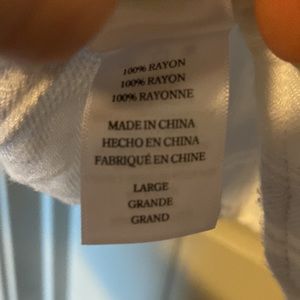 100% RAYON
100% RAYON
100% RAYONNE
MADE IN CHINA
HECHO EN CHINA
FABRIQUÉ EN CHINE
LARGE
GRANDE
GRAND